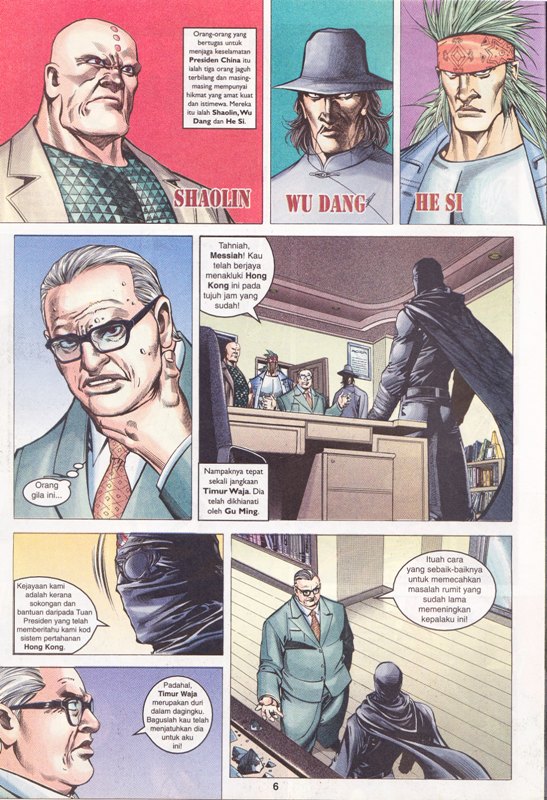 Orang-orang yang
bertugas untuk
menjaga keselamatan
Presiden China itu
ialah tiga orang jaguh
terbilang dan masing-
masing mempunyai
hikmat yang amat kuat
dan istimewa. Mereka
itu ialah Shaolin, Wu
Dang dan He Si.
SHAOLIN
WU DANG
HE SI
Orang
gila ini...
Tahniah,
Messiah! Kau
telah berjaya
menakluki Hong
Kong ini pada
tujuh jam yang
sudah!
Nampaknya tepat
sekali jangkaan
Timur Waja. Dia
telah dikhianati
oleh Gu Ming.
Kejayaan kami
adalah kerana
sokongan dan
bantuan daripada Tuan
Presiden yang telah
memberitahu kami kod
sistem pertahanan
Hong Kong.
Ituah cara
yang sebaik-baiknya
untuk memecahkan
masalah rumit yang
sudah lama
memeningkan
kepalaku ini!
Padahal,
Timur Waja
merupakan duri
dalam dagingku.
Baguslah kau telah
menjatuhkan dia
untuk aku
ini!
6